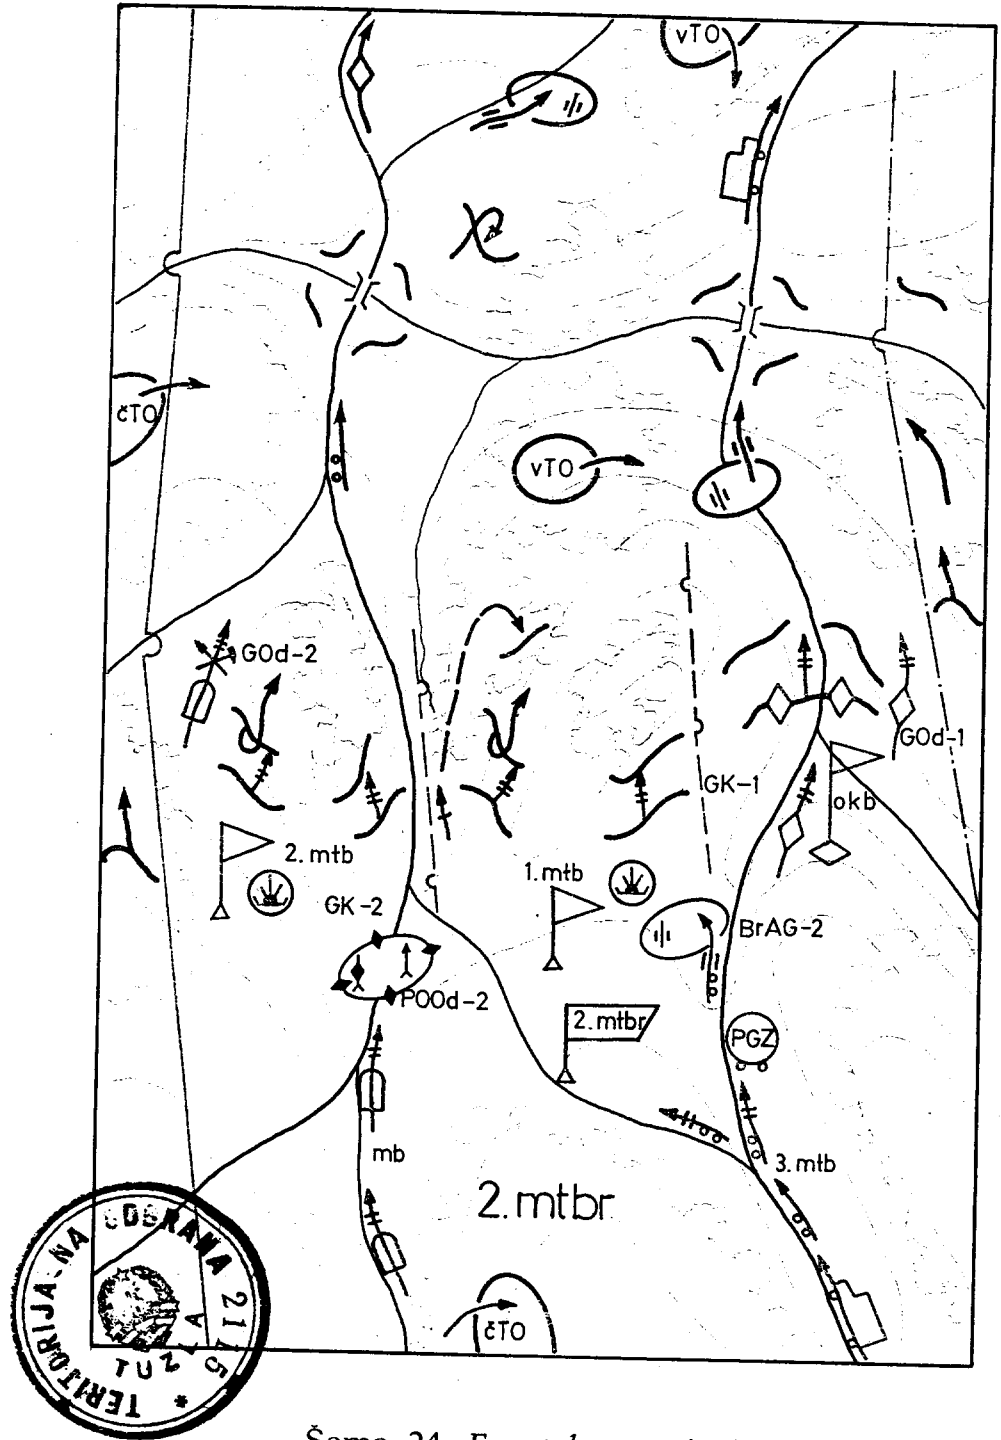 vTO
čTO
vTO
GOd-2
GOd-1
GK-1
okb
2. mtb
1. mtb
GK-2
BrAG-2
POOd-2
2. mtbr
PGZ
mb
3. mtb
2. mtbr
čTO
TERITORIJALNA ODBRANA
TUZLA
Šema 24.